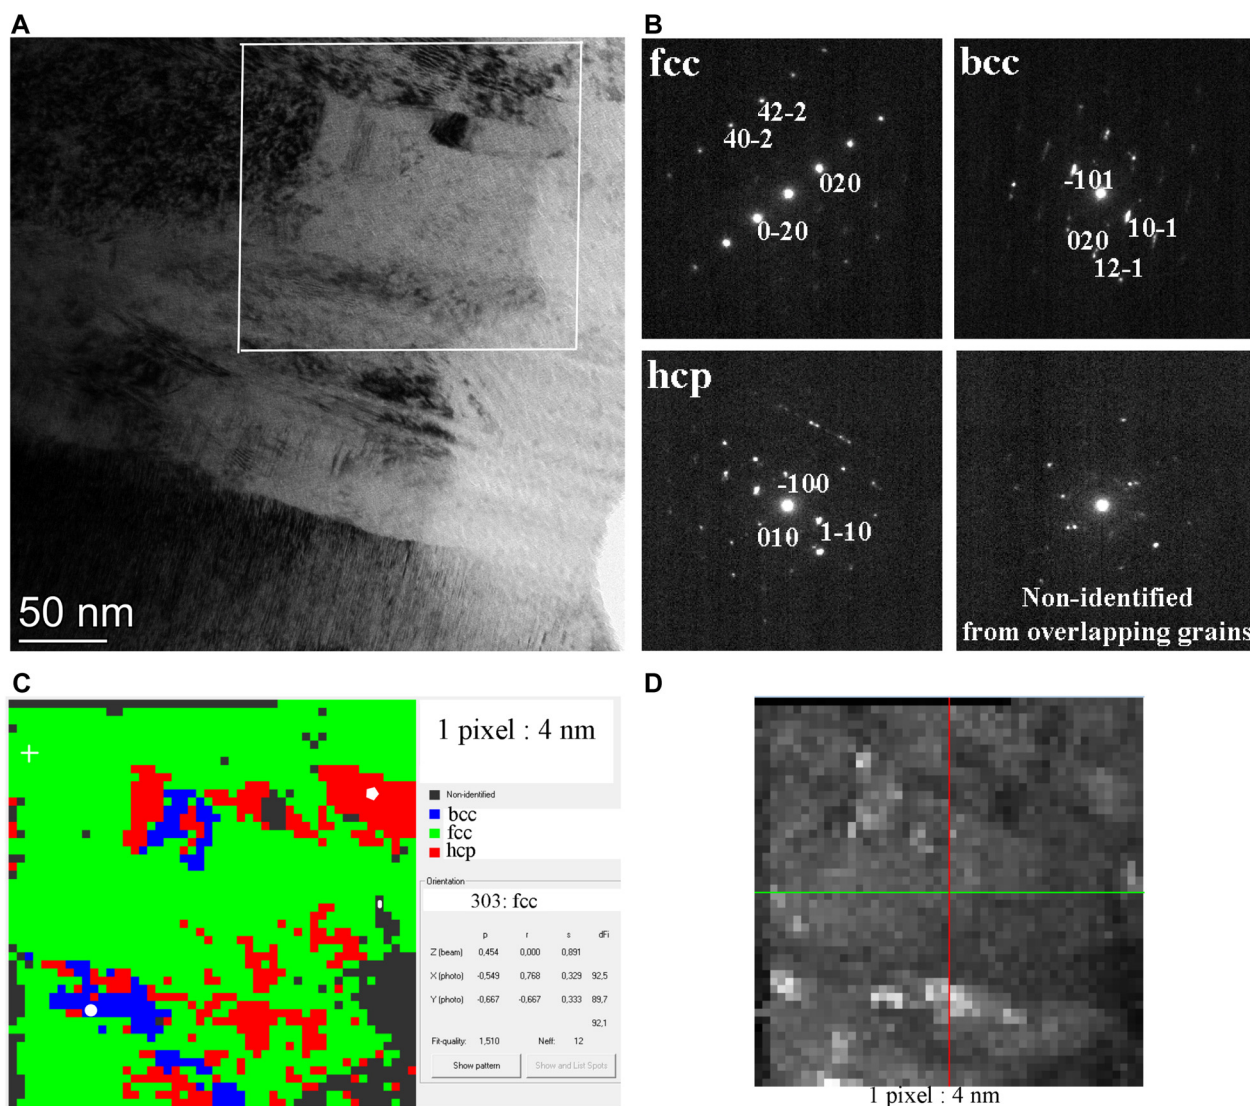 A
50 nm
B
fcc
42-2
40-2
020
0-20
bcc
-101
10-1
020
12-1
hcp
-100
010
1-10
Non-identified
from overlapping grains
C
1 pixel : 4 nm
Non-identified
bcc
fcc
hcp
Orientation
303: fcc
p r s dFi
Z (beam) 0,454 0,000 0,891
X (photo) -0,549 0,768 0,329 92,5
Y (photo) -0,667 -0,667 0,333 89,7
92,1
Fit-quality: 1,510 Neff: 12
Show pattern Show and List Spots
D
1 pixel : 4 nm